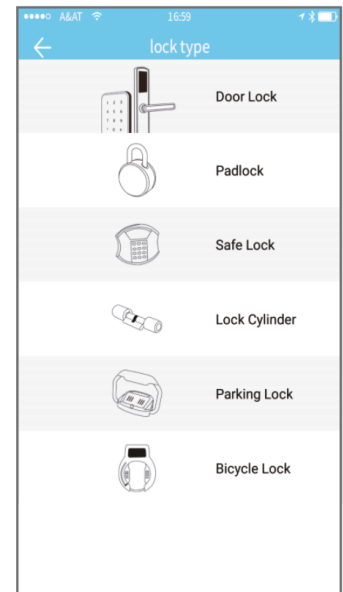 A&AT 16:59
lock type
Door Lock
Padlock
Safe Lock
Lock Cylinder
Parking Lock
Bicycle Lock